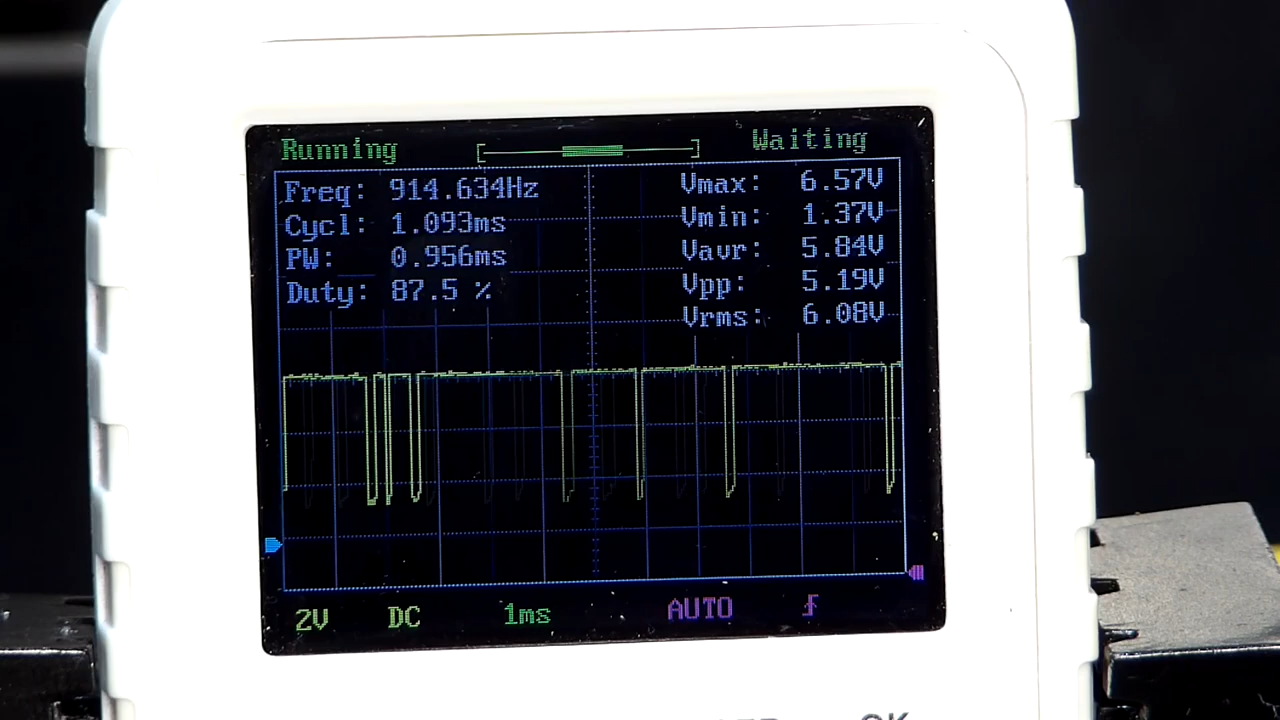 Running Waiting
Freq: 914.634Hz Vmax: 6.57V
Cycl: 1.093ms Vmin: 1.37V
PW: 0.956ms Vavr: 5.84V
Duty: 87.5 % Vpp: 5.19V
Vrms: 6.08V
2V DC 1ms AUTO
OK